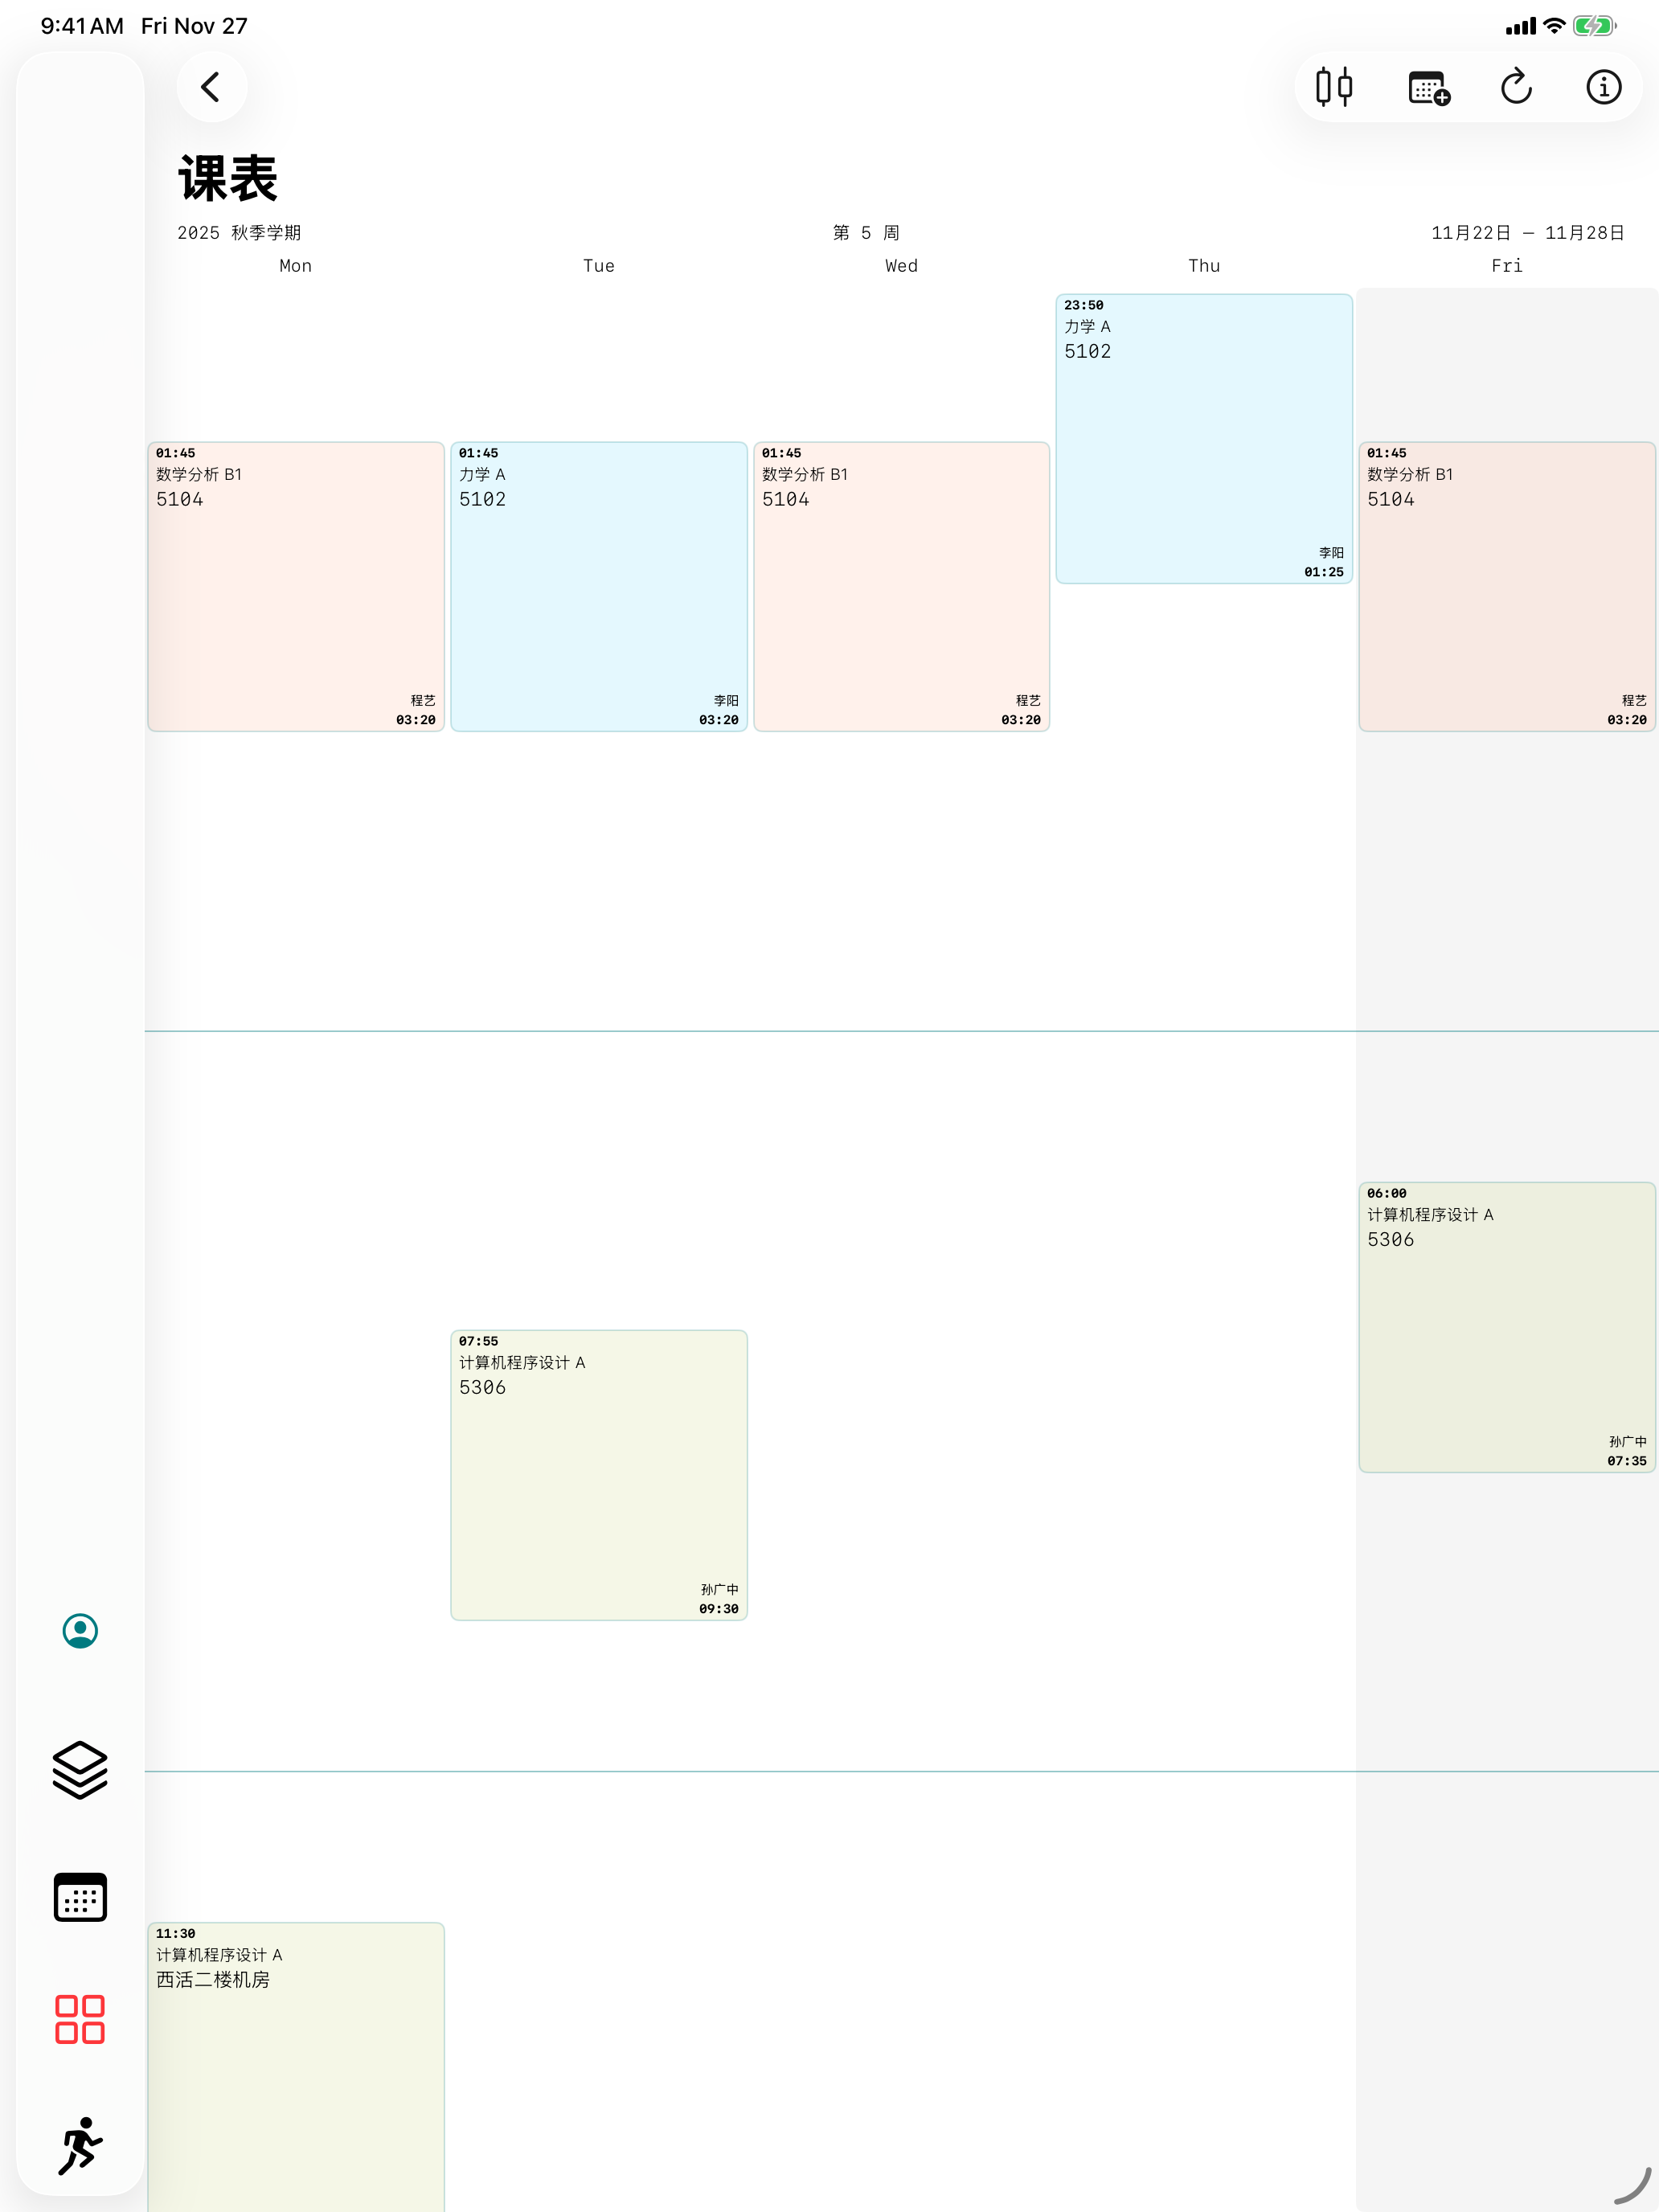 9:41 AM Fri Nov 27
课表
2025 秋季学期 第 5 周 11月22日 – 11月28日
Mon Tue Wed Thu Fri
23:50
力学 A
5102
李阳
01:25
01:45
数学分析 B1
5104
程艺
03:20
01:45
力学 A
5102
李阳
03:20
01:45
数学分析 B1
5104
程艺
03:20
01:45
数学分析 B1
5104
程艺
03:20
06:00
计算机程序设计 A
5306
孙广中
07:35
07:55
计算机程序设计 A
5306
孙广中
09:30
11:30
计算机程序设计 A
西活二楼机房